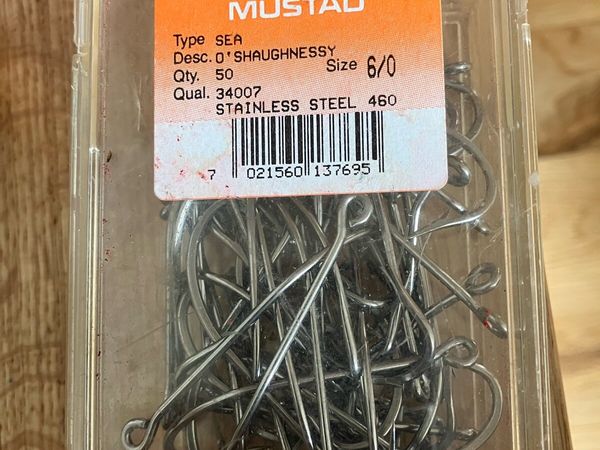 MUSTAD
Type SEA
Desc. O'SHAUGHNESSY
Qty. 50 Size 6/0
Qual. 34007
STAINLESS STEEL 460
7 021560 137695